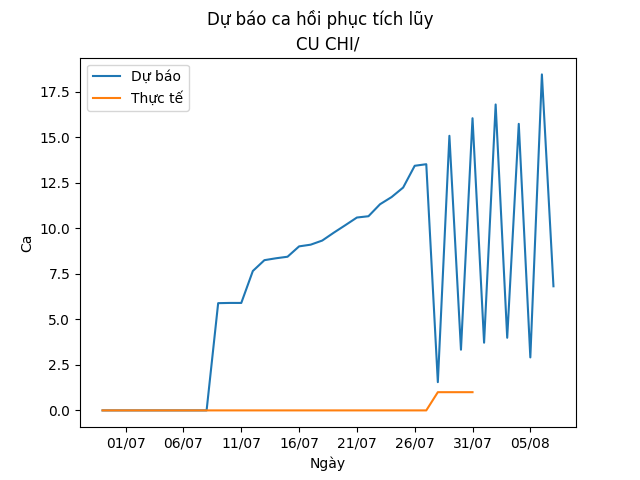 Dự báo ca hồi phục tích lũy
CU CHI/
Dự báo
Thực tế
17.5
15.0
12.5
10.0
7.5
5.0
2.5
0.0
Ca
01/07 06/07 11/07 16/07 21/07 26/07 31/07 05/08
Ngày